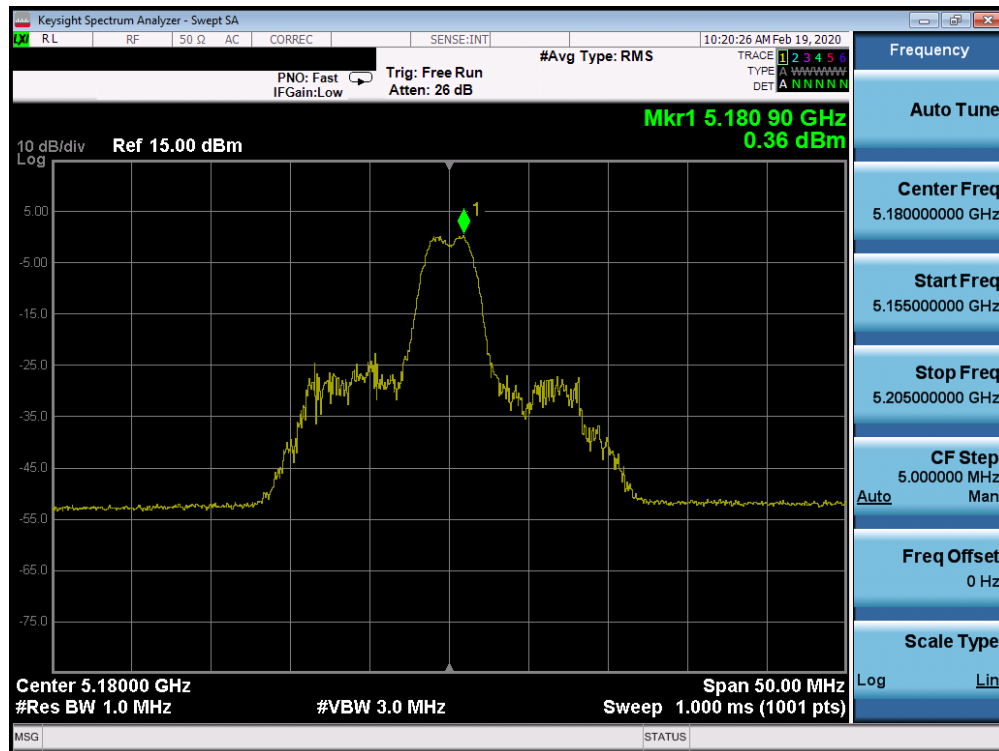 Keysight Spectrum Analyzer - Swept SA
LXI RL RF 50 Ω AC CORREC SENSE:INT 10:20:26 AM Feb 19, 2020
#Avg Type: RMS
TRACE 1 2 3 4 5 6
TYPE A WWWWW
DET A N N N N N
PNO: Fast
IFGain:Low
Trig: Free Run
Atten: 26 dB
Mkr1 5.180 90 GHz
0.36 dBm
10 dB/div Ref 15.00 dBm
Log
1
5.00
-5.00
-15.0
-25.0
-35.0
-45.0
-55.0
-65.0
-75.0
Center 5.18000 GHz Span 50.00 MHz
#Res BW 1.0 MHz #VBW 3.0 MHz Sweep 1.000 ms (1001 pts)
MSG STATUS
Frequency
Auto Tune
Center Freq
5.180000000 GHz
Start Freq
5.155000000 GHz
Stop Freq
5.205000000 GHz
CF Step
5.000000 MHz
Auto Man
Freq Offset
0 Hz
Scale Type
Log Lin